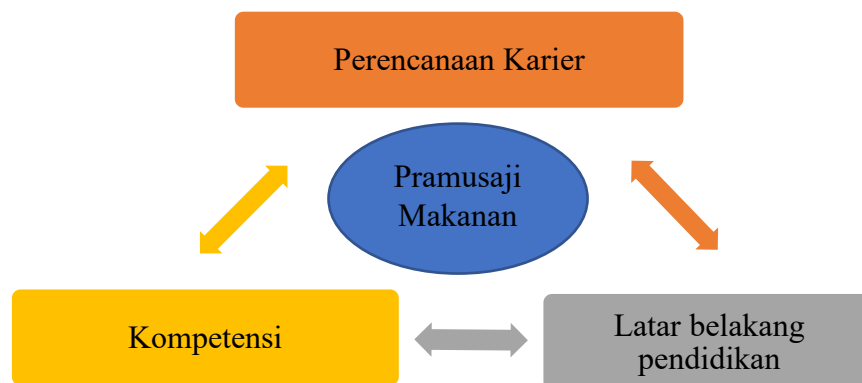 Perencanaan Karier
Pramusaji
Makanan
Kompetensi
Latar belakang
pendidikan